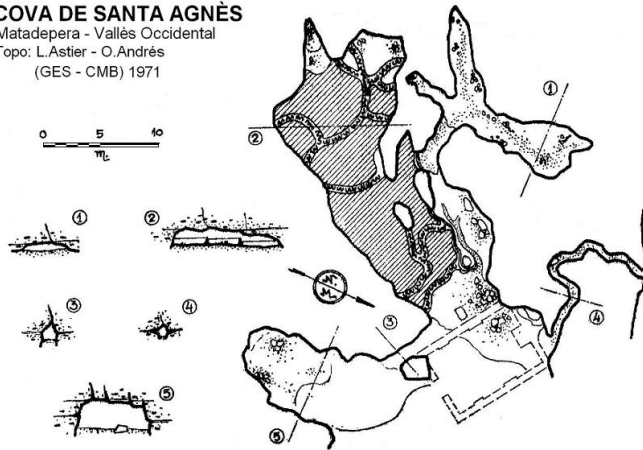 COVA DE SANTA AGNÈS
Matadepera - Vallès Occidental
Topo: L.Astier - O.Andrés
(GES - CMB) 1971
0 5 10
m.
1
2
1
2
3
4
N.
M.
3
4
5
5